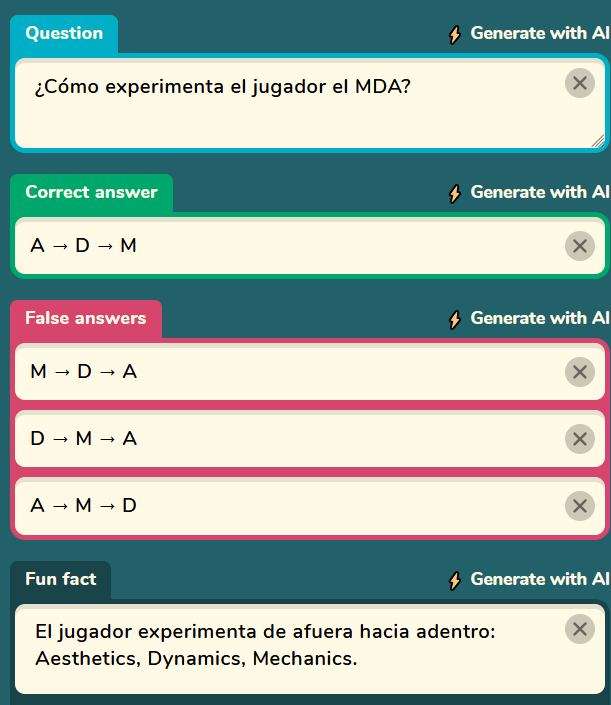 Question
Generate with AI
¿Cómo experimenta el jugador el MDA?
Correct answer
Generate with AI
A → D → M
False answers
Generate with AI
M → D → A
D → M → A
A → M → D
Fun fact
Generate with AI
El jugador experimenta de afuera hacia adentro:
Aesthetics, Dynamics, Mechanics.